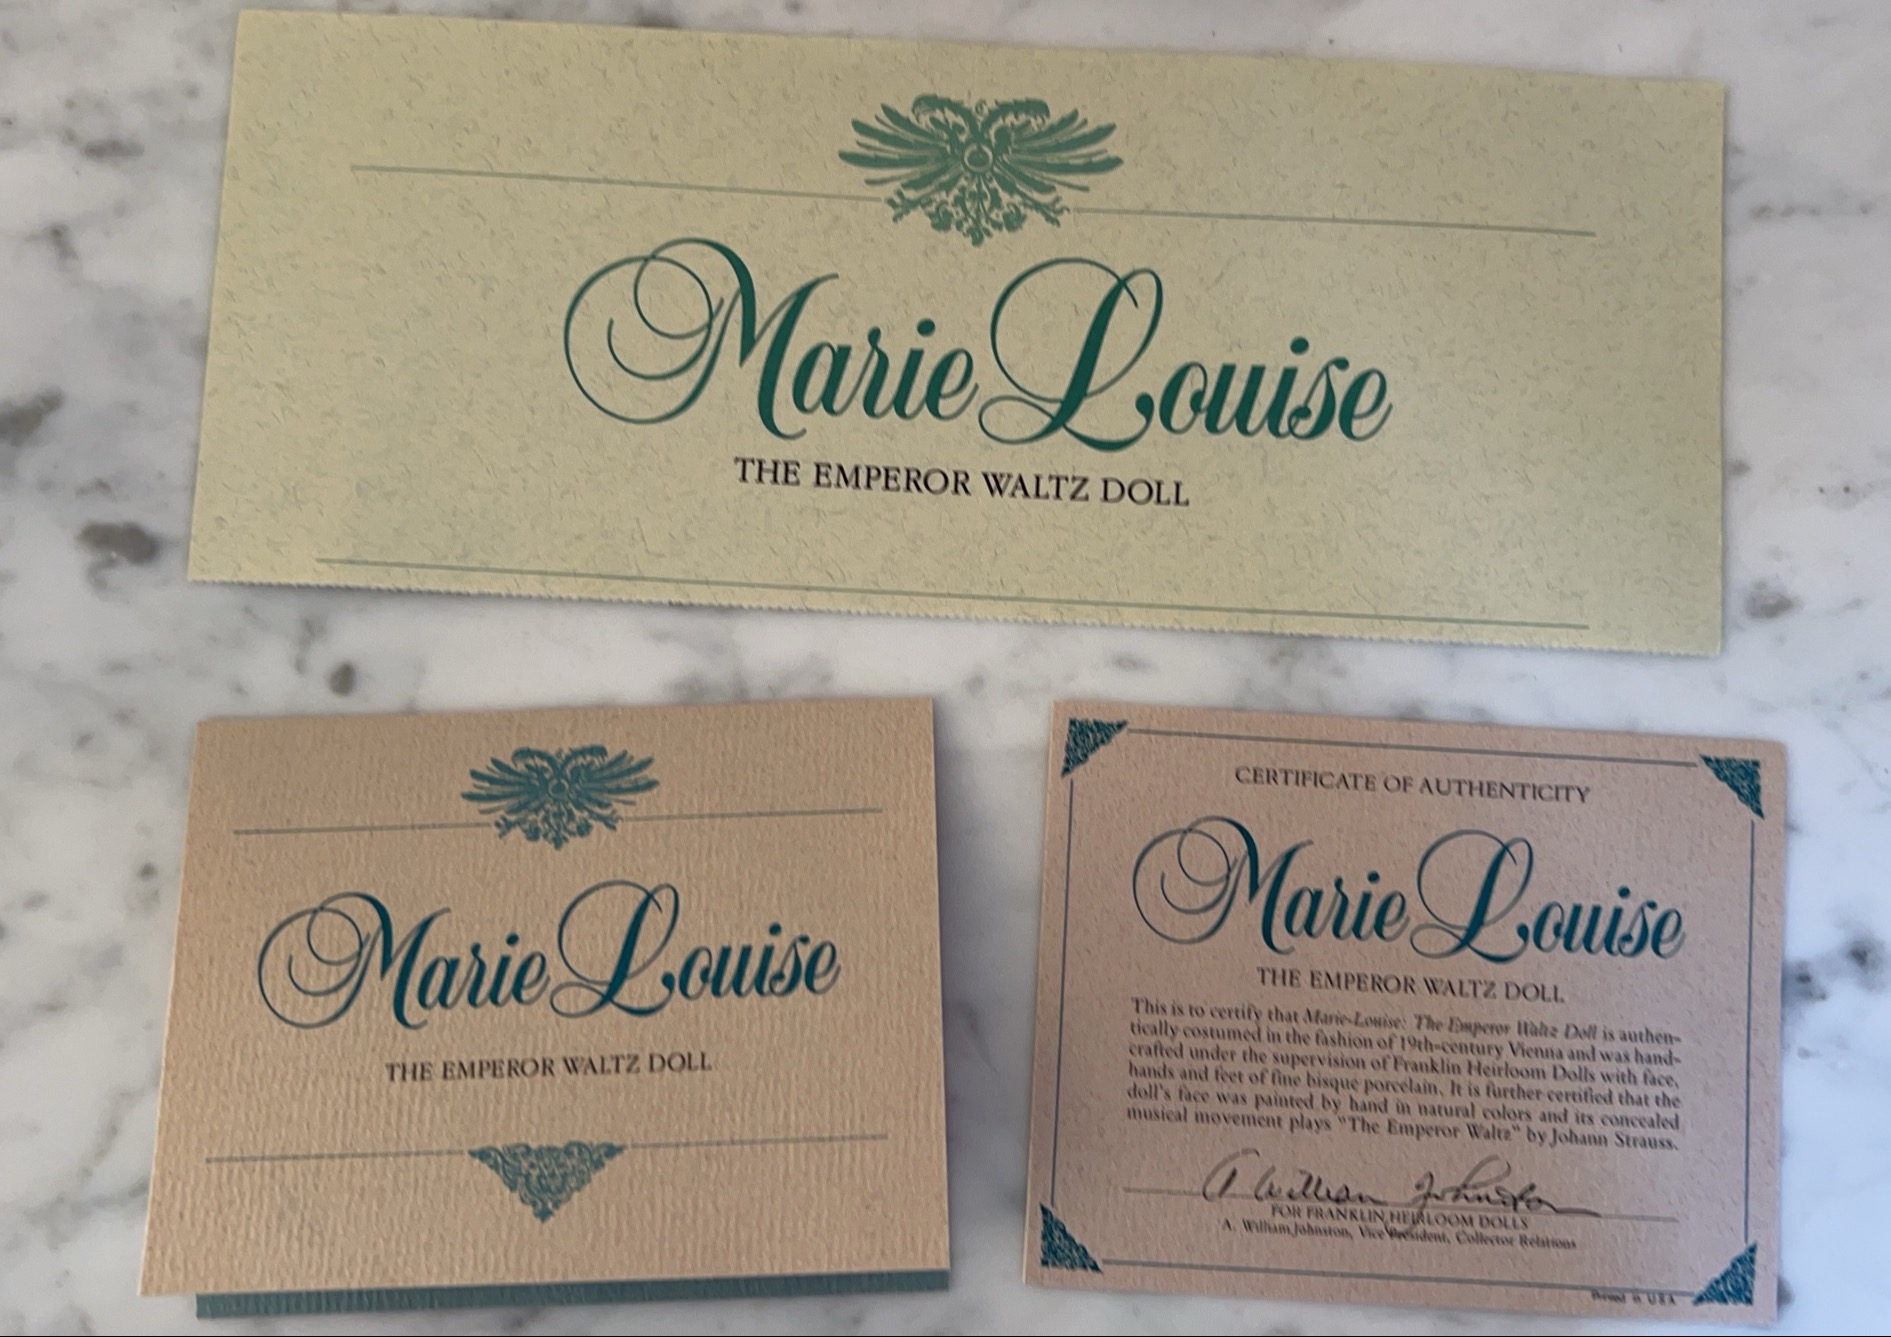 Marie Louise
THE EMPEROR WALTZ DOLL
Marie Louise
THE EMPEROR WALTZ DOLL
CERTIFICATE OF AUTHENTICITY
Marie Louise
THE EMPEROR WALTZ DOLL
This is to certify that Marie-Louise: The Emperor Waltz Doll is authen-
tically costumed in the fashion of 19th-century Vienna and was hand-
crafted under the supervision of Franklin Heirloom Dolls with face,
hands and feet of fine bisque porcelain. It is further certified that the
doll's face was painted by hand in natural colors and its concealed
musical movement plays "The Emperor Waltz" by Johann Strauss.
A William Johnston
FOR FRANKLIN HEIRLOOM DOLLS
A. William Johnston, Vice President, Collector Relations
Printed in U.S.A.